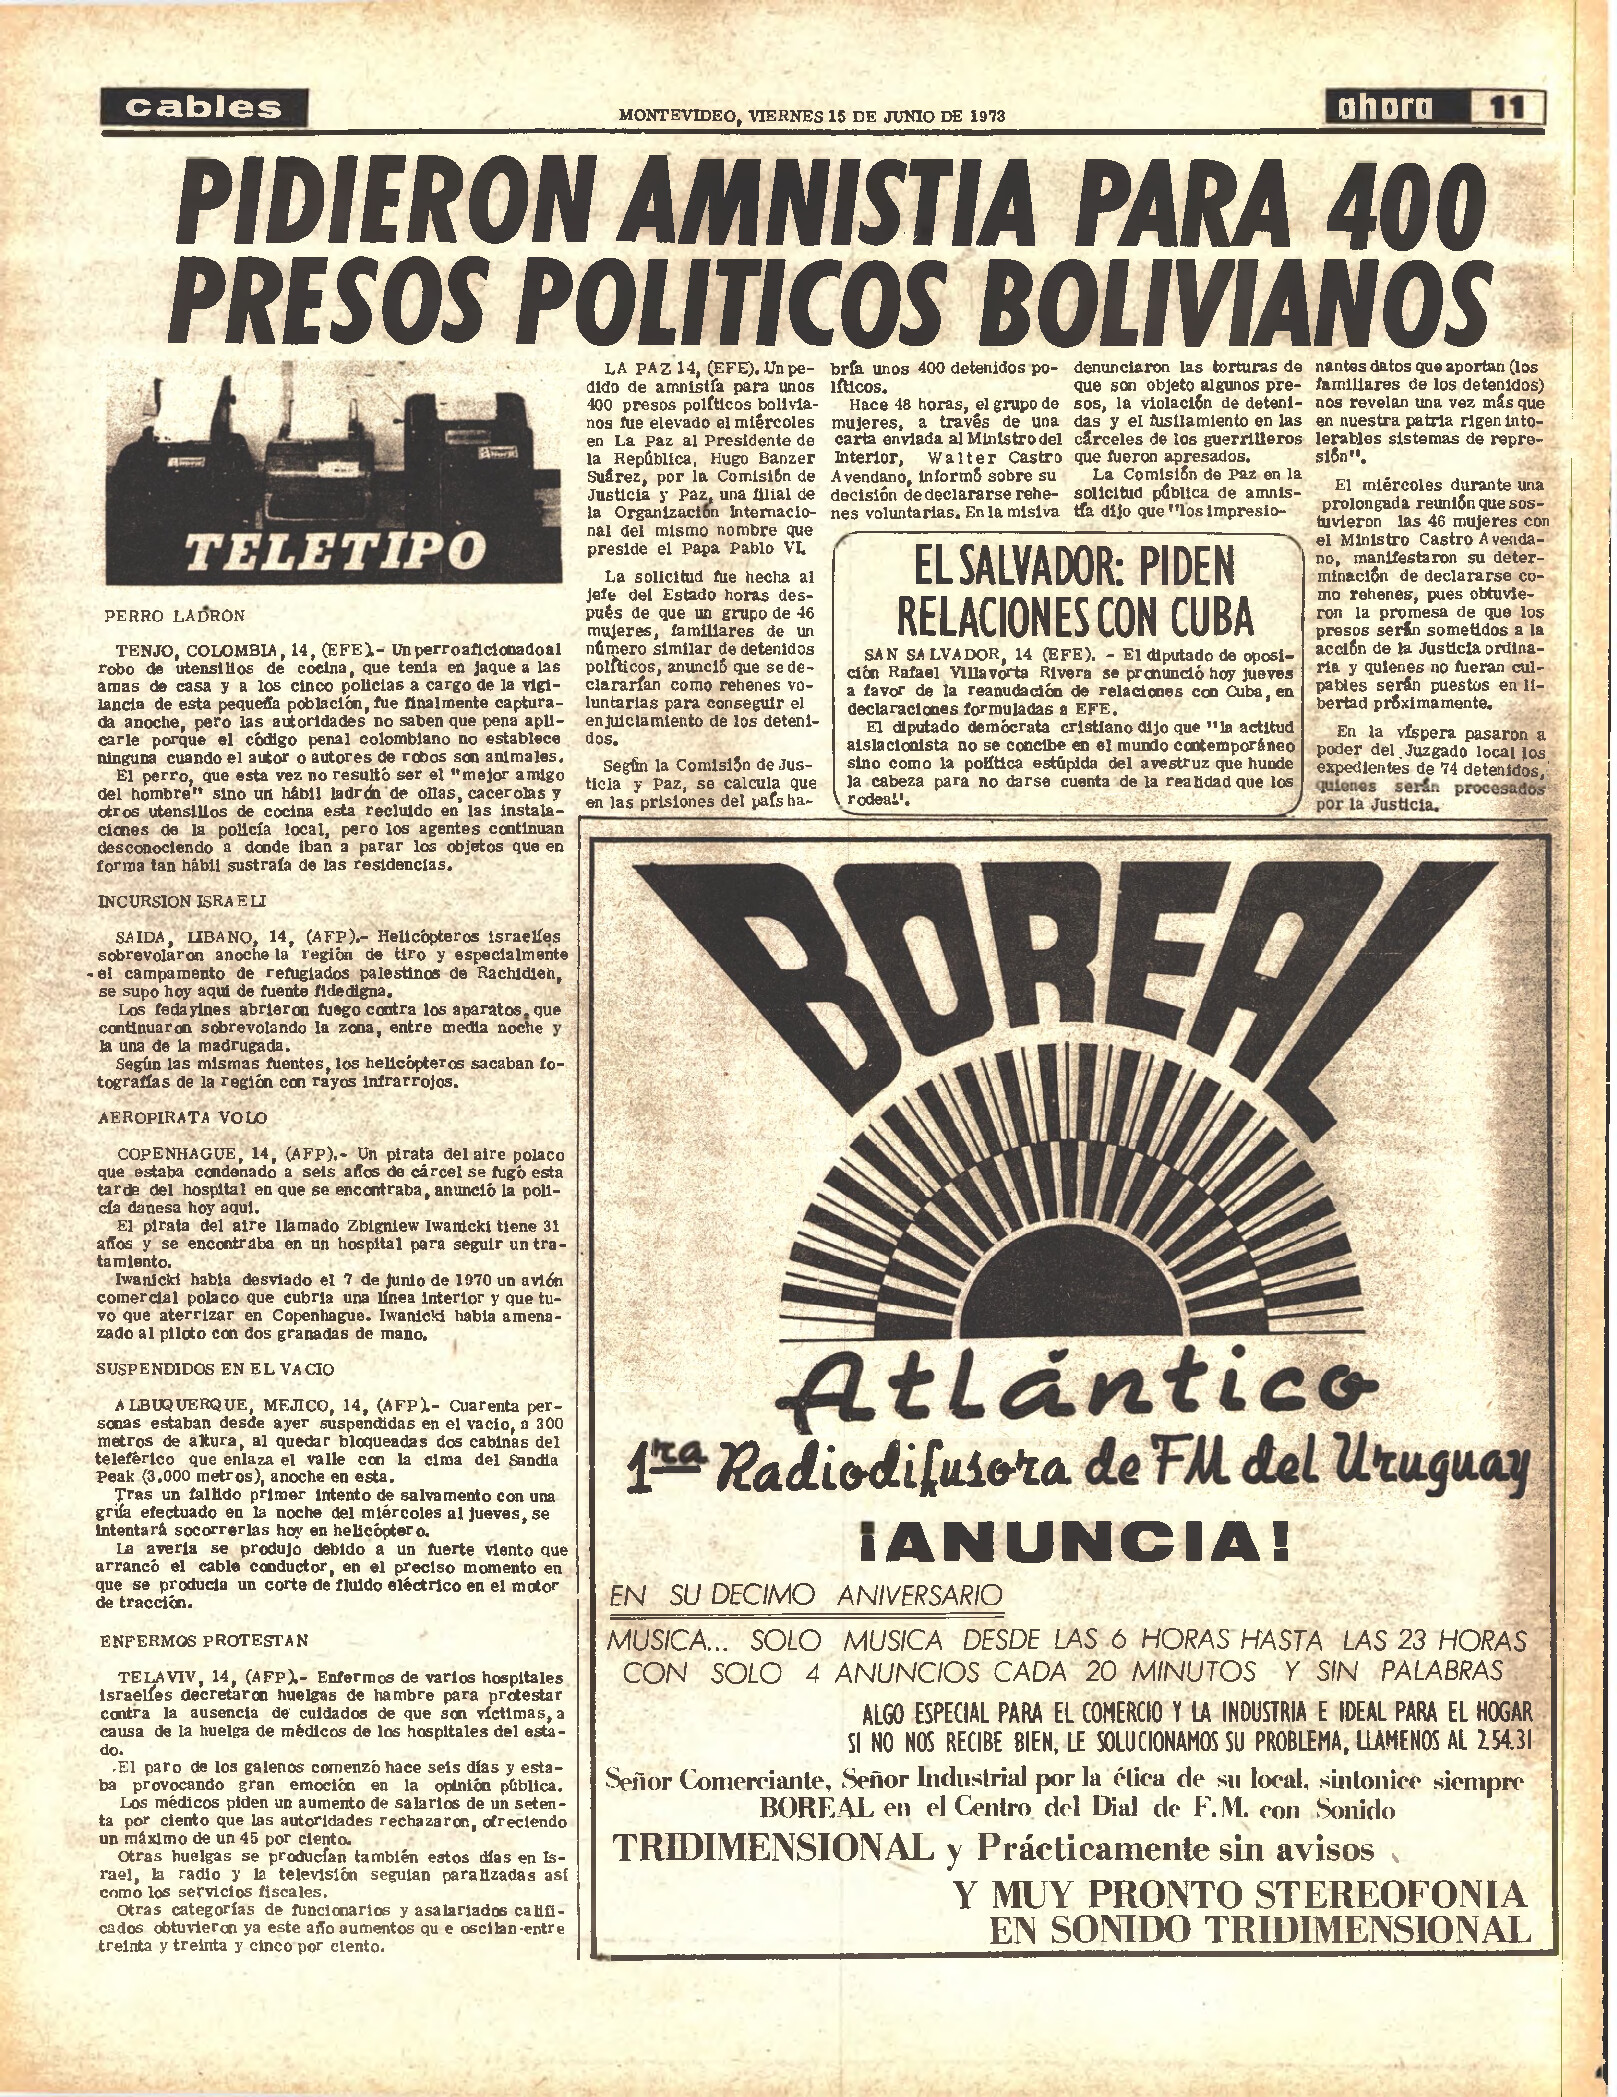 cables
MONTEVIDEO, VIERNES 15 DE JUNIO DE 1973
ahora 11
PIDIERON AMNISTIA PARA 400
PRESOS POLITICOS BOLIVIANOS
TELETIPO
PERRO LADRON
TENJO, COLOMBIA, 14, (EFE).- Un perro aficionado al
robo de utensillos de cocina, que tenia en jaque a las
amas de casa y a los cinco policias a cargo de la vigi-
lancia de esta pequeña población, fue finalmente captura-
da anoche, pero las autoridades no saben que pena apli-
carle porque el código penal colombiano no establece
ninguna cuando el autor o autores de robos son animales.
El perro, que esta vez no resultó ser el "mejor amigo
del hombre" sino un hábil ladrón de ollas, cacerolas y
otros utensillos de cocina esta recluido en las instala-
ciones de la policía local, pero los agentes continuan
desconociendo a donde iban a parar los objetos que en
forma tan hábil sustraía de las residencias.
INCURSION ISRAELI
SAIDA, LIBANO, 14, (AFP).- Helicópteros israelíes
sobrevolaron anoche la región de tiro y especialmente
el campamento de refugiados palestinos de Rachidieh,
se supo hoy aqui de fuente fidedigna.
Los fedayines abrieron fuego contra los aparatos, que
continuaron sobrevolando la zona, entre media noche y
la una de la madrugada.
Según las mismas fuentes, los helicópteros sacaban fo-
tografías de la región con rayos infrarrojos.
AEROPIRATA VOLO
COPENHAGUE, 14, (AFP).- Un pirata del aire polaco
que estaba condenado a seis años de cárcel se fugó esta
tarde del hospital en que se encontraba, anunció la poli-
cía danesa hoy aqui.
El pirata del aire llamado Zbigniew Iwanicki tiene 31
años y se encontraba en un hospital para seguir un tra-
tamiento.
Iwanicki habia desviado el 7 de junio de 1970 un avión
comercial polaco que cubria una línea interior y que tu-
vo que aterrizar en Copenhague. Iwanicki habia amena-
zado al piloto con dos granadas de mano.
SUSPENDIDOS EN EL VACIO
ALBUQUERQUE, MEJICO, 14, (AFP).- Cuarenta per-
sonas estaban desde ayer suspendidas en el vacio, a 300
metros de altura, al quedar bloqueadas dos cabinas del
teleférico que enlaza el valle con la cima del Sandia
Peak (3.000 metros), anoche en esta.
Tras un fallido primer intento de salvamento con una
grúa efectuado en la noche del miércoles al jueves, se
intentará socorrerlas hoy en helicóptero.
La averia se produjo debido a un fuerte viento que
arrancó el cable conductor, en el preciso momento en
que se producia un corte de fluido eléctrico en el motor
de tracción.
ENFERMOS PROTESTAN
TELAVIV, 14, (AFP).- Enfermos de varios hospitales
israelíes decretaron huelgas de hambre para protestar
contra la ausencia de cuidados de que son víctimas, a
causa de la huelga de médicos de los hospitales del esta-
do.
El paro de los galenos comenzó hace seis días y esta-
ba provocando gran emoción en la opinión pública.
Los médicos piden un aumento de salarios de un seten-
ta por ciento que las autoridades rechazaron, ofreciendo
un máximo de un 45 por ciento.
Otras huelgas se producían también estos días en Is-
rael, la radio y la televisión seguian paralizadas así
como los servicios fiscales.
Otras categorías de funcionarios y asalariados califi-
cados obtuvieron ya este año aumentos qu e oscilan entre
treinta y treinta y cinco por ciento.
LA PAZ 14, (EFE). Un pe-
dido de amnistía para unos
400 presos políticos bolivia-
nos fue elevado el miércoles
en La Paz al Presidente de
la República, Hugo Banzer
Suárez, por la Comisión de
Justicia y Paz, una filial de
la Organización Internacio-
nal del mismo nombre que
preside el Papa Pablo VI.
La solicitud fue hecha al
jefe del Estado horas des-
pués de que un grupo de 46
mujeres, familiares de un
número similar de detenidos
políticos, anunció que se de-
clararían como rehenes vo-
luntarias para conseguir el
enjuiciamiento de los deteni-
dos.
Según la Comisión de Jus-
ticia y Paz, se calcula que
en las prisiones del país ha-
bría unos 400 detenidos po-
líticos.
Hace 48 horas, el grupo de
mujeres, a través de una
carta enviada al Ministro del
Interior, Walter Castro
Avendano, informó sobre su
decisión de declararse rehe-
nes voluntarias. En la misiva
denunciaron las torturas de
que son objeto algunos pre-
sos, la violación de deteni-
das y el fusilamiento en las
cárceles de los guerrilleros
que fueron apresados.
La Comisión de Paz en la
solicitud pública de amnis-
tía dijo que "los impresio-
nantes datos que aportan (los
familiares de los detenidos)
nos revelan una vez más que
en nuestra patria rigen into-
lerables sistemas de repre-
sión".
El miércoles durante una
prolongada reunión que sos-
tuvieron las 46 mujeres con
el Ministro Castro Avenda-
no, manifestaron su deter-
minación de declararse co-
mo rehenes, pues obtuvie-
ron la promesa de que los
presos serán sometidos a la
acción de la Justicia ordina-
ria y quienes no fueran cul-
pables serán puestos en li-
bertad próximamente.
En la víspera pasaron a
poder del Juzgado local los
expedientes de 74 detenidos,
quienes serán procesados
por la Justicia.
EL SALVADOR: PIDEN
RELACIONES CON CUBA
SAN SALVADOR, 14 (EFE). - El diputado de oposi-
ción Rafael Villavorta Rivera se pronunció hoy jueves
a favor de la reanudación de relaciones con Cuba, en
declaraciones formuladas a EFE.
El diputado demócrata cristiano dijo que "la actitud
aislacionista no se concibe en el mundo contemporáneo
sino como la política estúpida del avestruz que hunde
la cabeza para no darse cuenta de la realidad que los
rodea".
BOREAL
Atlántico
1ra Radiodifusora de FM del Uruguay
¡ANUNCIA!
EN SU DECIMO ANIVERSARIO
MUSICA... SOLO MUSICA DESDE LAS 6 HORAS HASTA LAS 23 HORAS
CON SOLO 4 ANUNCIOS CADA 20 MINUTOS Y SIN PALABRAS
ALGO ESPECIAL PARA EL COMERCIO Y LA INDUSTRIA E IDEAL PARA EL HOGAR
SI NO NOS RECIBE BIEN, LE SOLUCIONAMOS SU PROBLEMA, LLAMENOS AL 2.54.31
Señor Comerciante, Señor Industrial por la ética de su local, sintonice siempre
BOREAL en el Centro del Dial de F.M. con Sonido
TRIDIMENSIONAL y Prácticamente sin avisos
Y MUY PRONTO STEREOFONIA
EN SONIDO TRIDIMENSIONAL